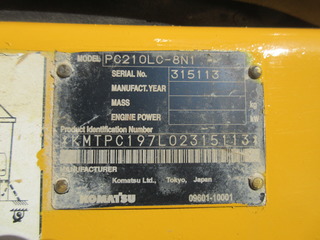 MODEL PC210LC-8N1
SERIAL No. 315113
MANUFACT.YEAR
MASS kg
ENGINE POWER kW
Product Identification Number
*KMTPC197L02315113*
MANUFACTURER
Komatsu Ltd., Tokyo, Japan
KOMATSU 09601-10001